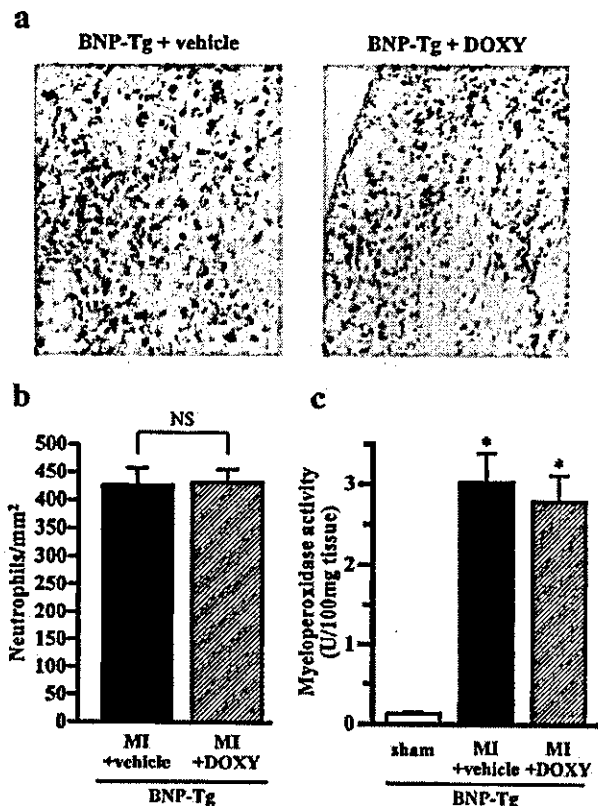 a
BNP-Tg + vehicle
BNP-Tg + DOXY
b
NS
500
450
400
350
300
250
200
150
100
50
0
Neutrophils/mm²
MI
+vehicle
MI
+DOXY
BNP-Tg
c
*
*
3
2
1
0
Myeloperoxidase activity
(U/100mg tissue)
sham
MI
+vehicle
MI
+DOXY
BNP-Tg